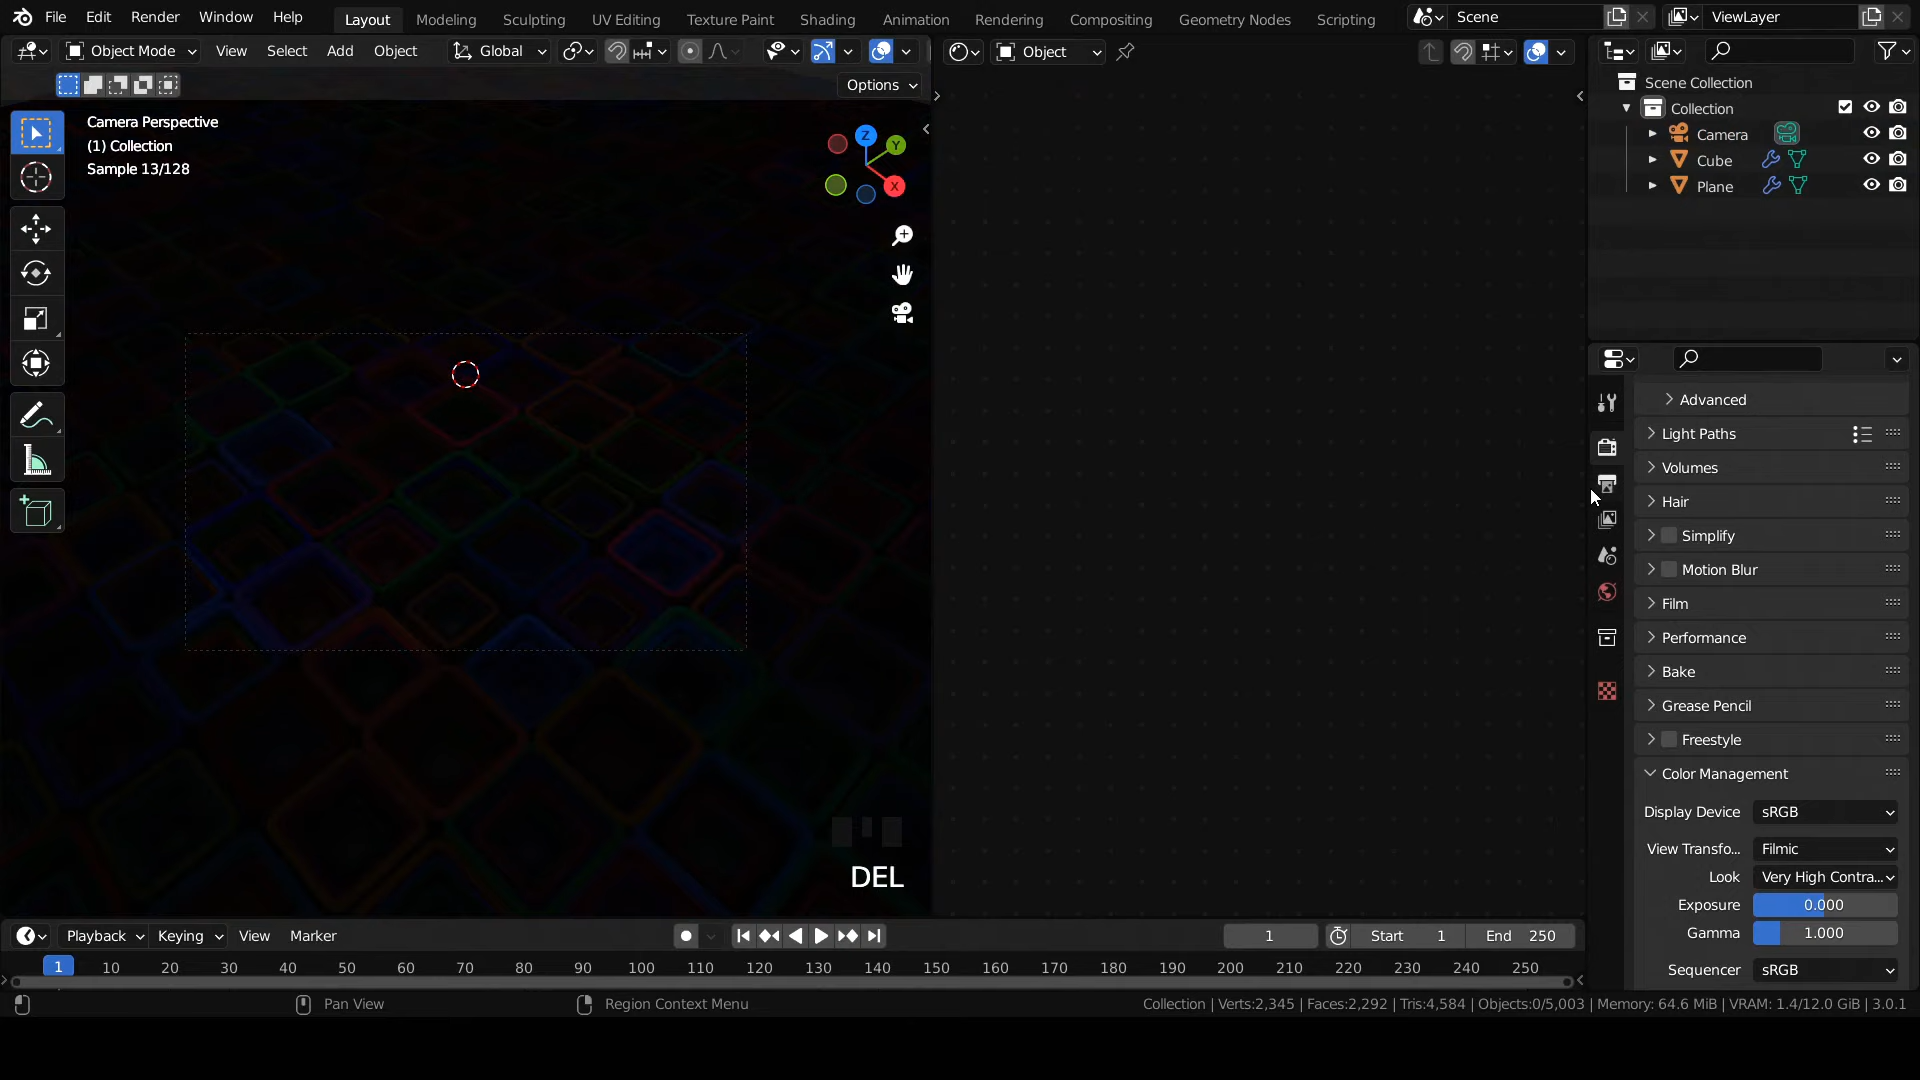 File Edit Render Window Help Layout Modeling Sculpting UV Editing Texture Paint Shading Animation Rendering Compositing Geometry Nodes Scripting Scene ViewLayer
Object Mode View Select Add Object Global
Object
Options
Camera Perspective
(1) Collection
Sample 13/128
Z
Y
X
DEL
Scene Collection
Collection
Camera
Cube
Plane
Advanced
Light Paths
Volumes
Hair
Simplify
Motion Blur
Film
Performance
Bake
Grease Pencil
Freestyle
Color Management
Display Device sRGB
View Transfo... Filmic
Look Very High Contra...
Exposure 0.000
Gamma 1.000
Sequencer sRGB
Playback Keying View Marker 1 Start 1 End 250
1 10 20 30 40 50 60 70 80 90 100 110 120 130 140 150 160 170 180 190 200 210 220 230 240 250
Pan View Region Context Menu Collection | Verts:2,345 | Faces:2,292 | Tris:4,584 | Objects:0/5,003 | Memory: 64.6 MiB | VRAM: 1.4/12.0 GiB | 3.0.1